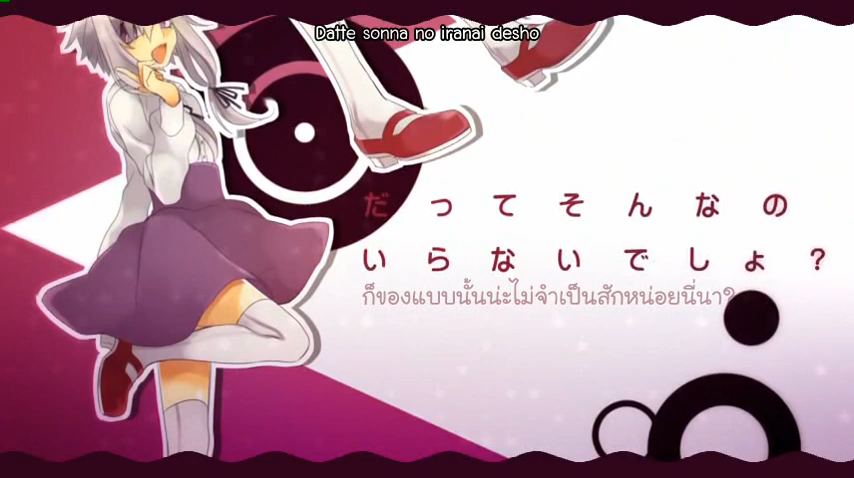 Datte sonna no iranai desho
だってそんなの
いらないでしょ？
ก็ของแบบนั้นน่ะไม่จำเป็นสักหน่อยนี่นา?